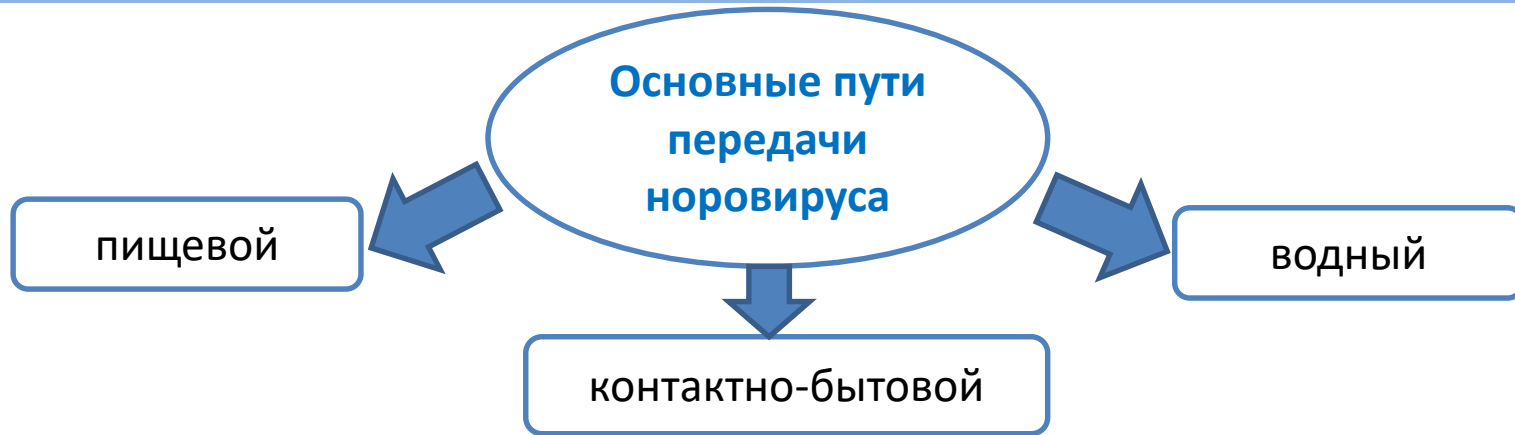 Основные пути
передачи
норовируса
пищевой
водный
контактно-бытовой